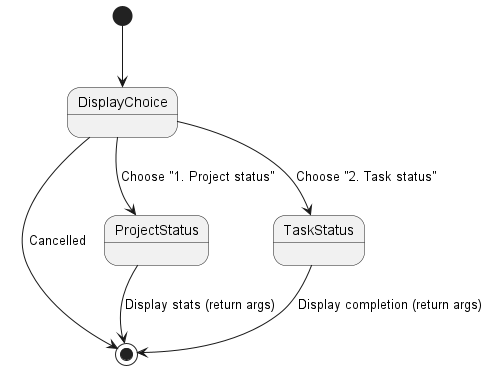 DisplayChoice
Choose "1. Project status"
Choose "2. Task status"
Cancelled
ProjectStatus
TaskStatus
Display stats (return args)
Display completion (return args)